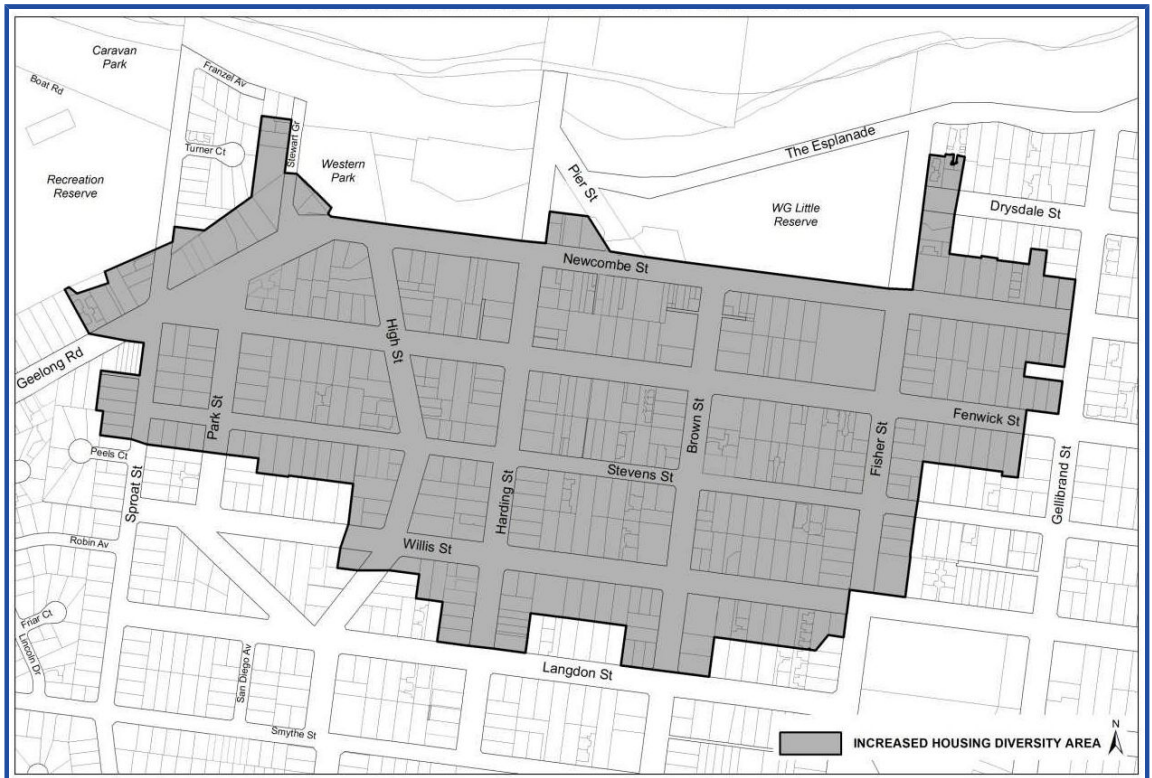 Caravan
Park
Boat Rd
Franzel Av
Turner Ct
Stewart Gr
Recreation
Reserve
Western
Park
Pier St
The Esplanade
WG Little
Reserve
Drysdale St
Newcombe St
High St
Geelong Rd
Park St
Brown St
Fisher St
Fenwick St
Peels Ct
Sproat St
Harding St
Stevens St
Gellibrand St
Robin Av
Willis St
Friar Ct
Lincoln Dr
San Diego Av
Langdon St
Smythe St
INCREASED HOUSING DIVERSITY AREA
N